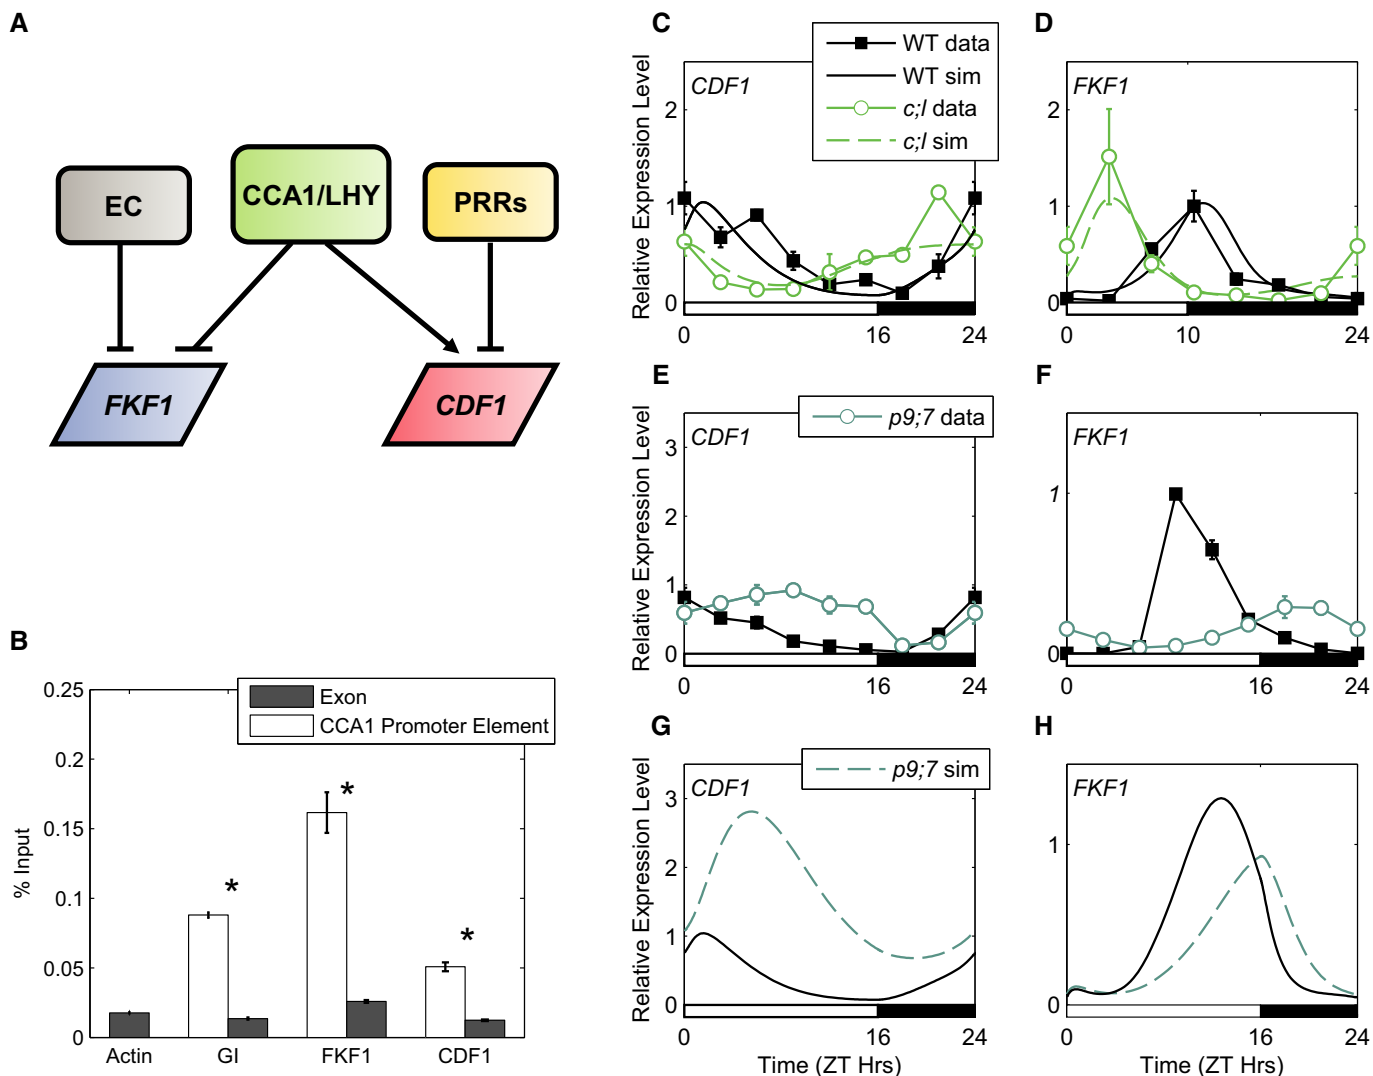 A
EC
CCA1/LHY
PRRs
FKF1
CDF1
B
% Input
0.25
0.2
0.15
0.1
0.05
0
Exon
CCA1 Promoter Element
*
*
*
Actin
GI
FKF1
CDF1
C
Relative Expression Level
CDF1
2
1
0
0
16
24
WT data
WT sim
c;l data
c;l sim
D
FKF1
2
1
0
0
10
24
E
Relative Expression Level
CDF1
3
2
1
0
0
16
24
p9;7 data
F
FKF1
1
0
0
16
24
G
Relative Expression Level
CDF1
3
2
1
0
0
16
24
Time (ZT Hrs)
p9;7 sim
H
FKF1
1
0
0
16
24
Time (ZT Hrs)